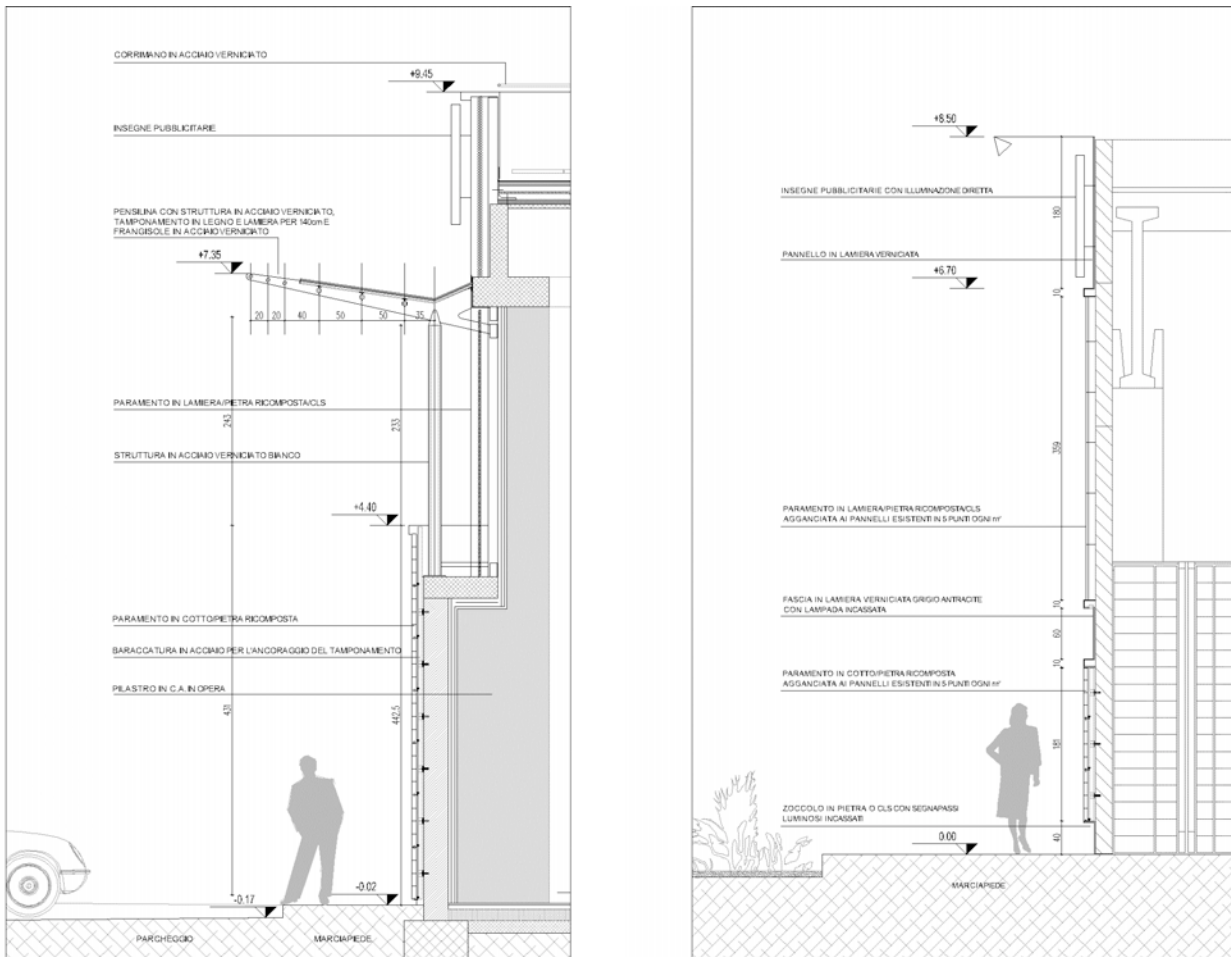 CORRIMANO IN ACCIAIO VERNICIATO
+9.45
INSEGNE PUBBLICITARIE
PENSILINA CON STRUTTURA IN ACCIAIO VERNICIATO,
TAMPONAMENTO IN LEGNO E LAMIERA PER 140cm E
FRANGISOLE IN ACCIAIO VERNICIATO
+7.35
20 20 40 50 50 35
PARAMENTO IN LAMIERA/PIETRA RICOMPOSTA/CLS
243
233
STRUTTURA IN ACCIAIO VERNICIATO BIANCO
+4.40
PARAMENTO IN COTTO/PIETRA RICOMPOSTA
BARACCATURA IN ACCIAIO PER L'ANCORAGGIO DEL TAMPONAMENTO
PILASTRO IN C.A. IN OPERA
431
442.5
-0.02
-0.17
PARCHEGGIO
MARCIAPIEDE
+8.50
INSEGNE PUBBLICITARIE CON ILLUMINAZIONE DIRETTA
180
PANNELLO IN LAMIERA VERNICIATA
+6.70
10
359
PARAMENTO IN LAMIERA/PIETRA RICOMPOSTA/CLS
AGGANCIATA AI PANNELLI ESISTENTI IN 5 PUNTI OGNI m²
FASCIA IN LAMIERA VERNICIATA GRIGIO ANTRACITE
CON LAMPADA INCASSATA
10
60
10
PARAMENTO IN COTTO/PIETRA RICOMPOSTA
AGGANCIATA AI PANNELLI ESISTENTI IN 5 PUNTI OGNI m²
181
ZOCCOLO IN PIETRA O CLS CON SEGNAPASSI
LUMINOSI INCASSATI
0.00
40
MARCIAPIEDE